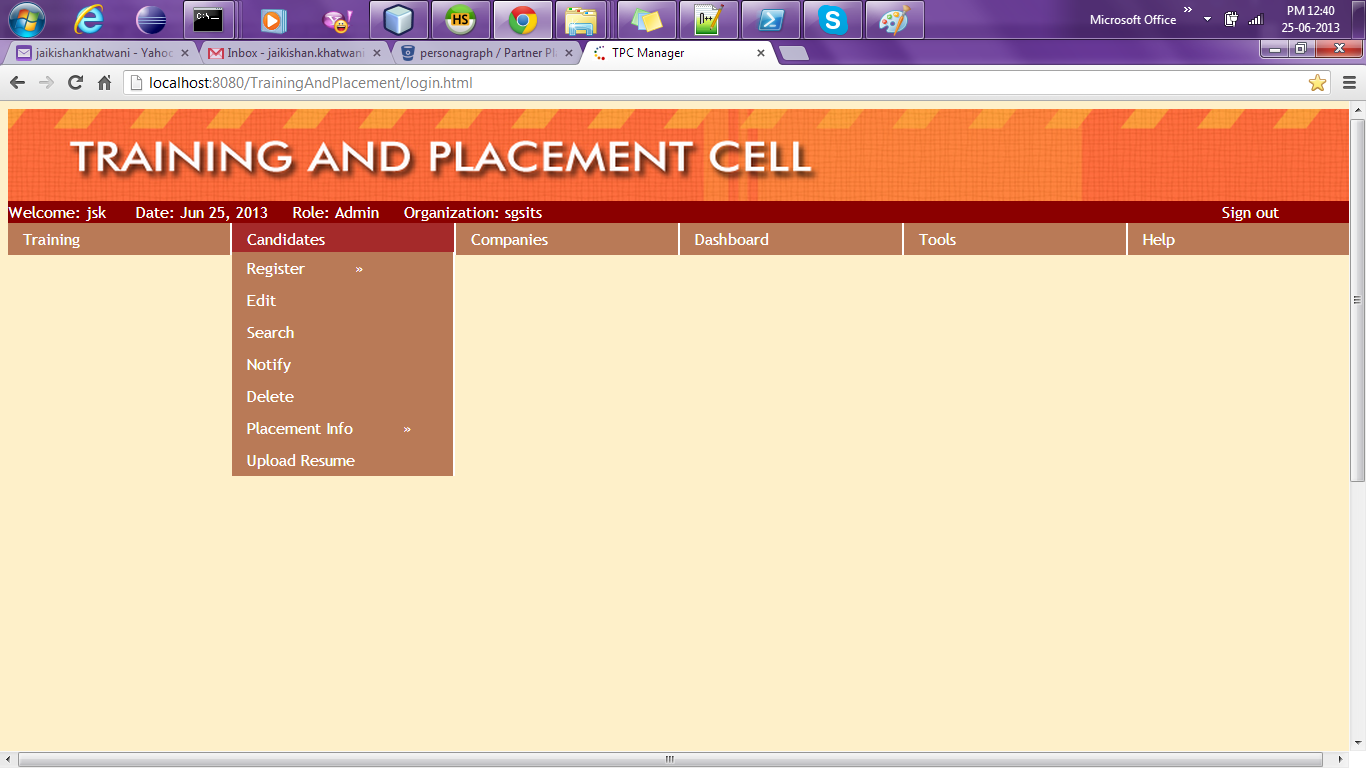 Microsoft Office »
PM 12:40
25-06-2013
jaikishankhatwani - Yahoo
Inbox - jaikishan.khatwani
personagraph / Partner Pl
TPC Manager
localhost:8080/TrainingAndPlacement/login.html
TRAINING AND PLACEMENT CELL
Welcome: jsk Date: Jun 25, 2013 Role: Admin Organization: sgsits Sign out
Training Candidates Companies Dashboard Tools Help
Register »
Edit
Search
Notify
Delete
Placement Info »
Upload Resume